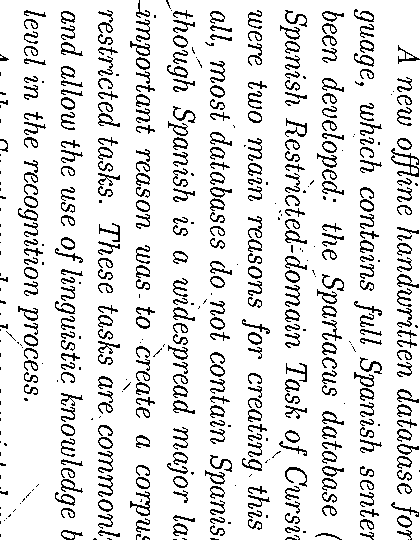 A new offline handwritten database for
guage, which contains full Spanish senten
been developed: the Spartacus database (
Spanish Restricted-domain Task of Cursiv
were two main reasons for creating this
all, most databases do not contain Spanis
though Spanish is a widespread major la
important reason was to create a corpus
restricted tasks. These tasks are commonl
and allow the use of linguistic knowledge b
level in the recognition process.